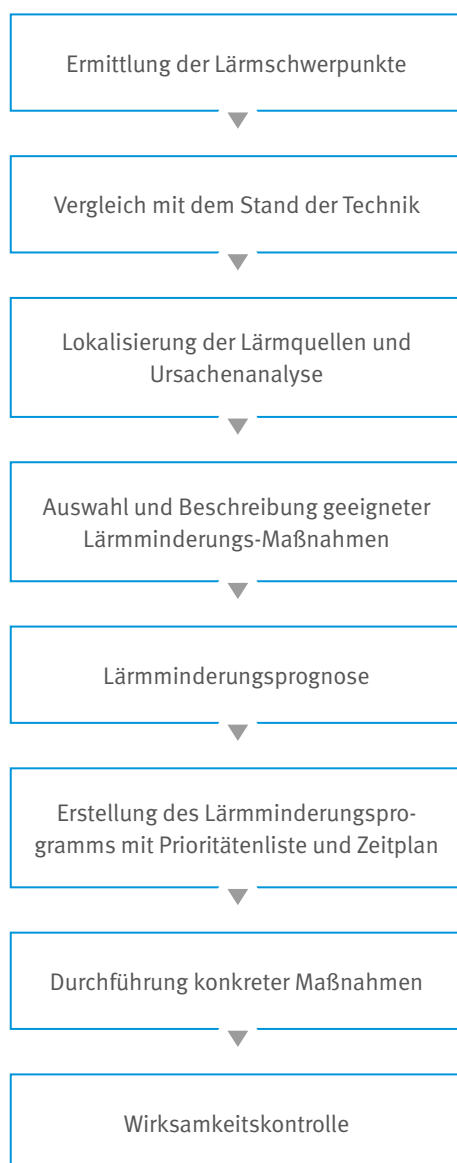 Ermittlung der Lärmschwerpunkte
Vergleich mit dem Stand der Technik
Lokalisierung der Lärmquellen und
Ursachenanalyse
Auswahl und Beschreibung geeigneter
Lärmminderungs-Maßnahmen
Lärmminderungsprognose
Erstellung des Lärmminderungspro-
gramms mit Prioritätenliste und Zeitplan
Durchführung konkreter Maßnahmen
Wirksamkeitskontrolle